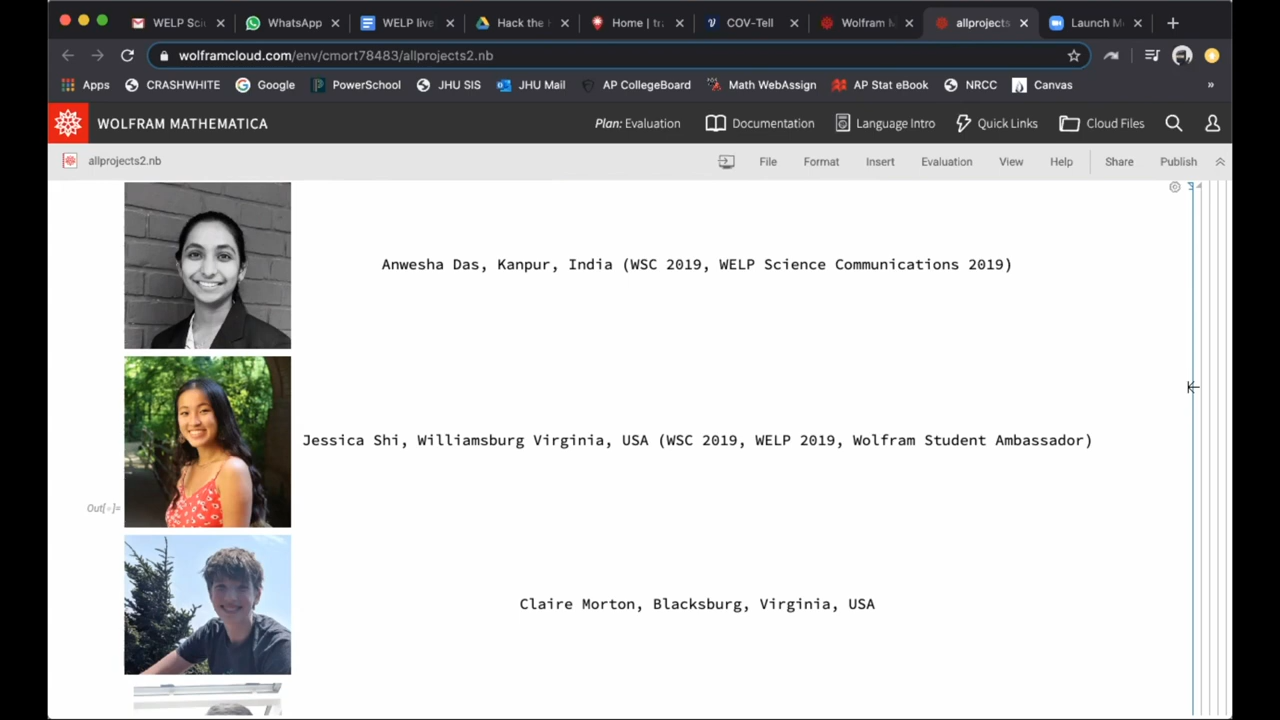 WELP Sci
WhatsApp
WELP live
Hack the
Home | tr
COV-Tell
Wolfram M
allprojects
Launch M
wolframcloud.com/env/cmort78483/allprojects2.nb
Apps CRASHWHITE Google PowerSchool JHU SIS JHU Mail AP CollegeBoard Math WebAssign AP Stat eBook NRCC Canvas »
WOLFRAM MATHEMATICA Plan: Evaluation Documentation Language Intro Quick Links Cloud Files
allprojects2.nb File Format Insert Evaluation View Help Share Publish
Anwesha Das, Kanpur, India (WSC 2019, WELP Science Communications 2019)
Jessica Shi, Williamsburg Virginia, USA (WSC 2019, WELP 2019, Wolfram Student Ambassador)
Out[∘]=
Claire Morton, Blacksburg, Virginia, USA